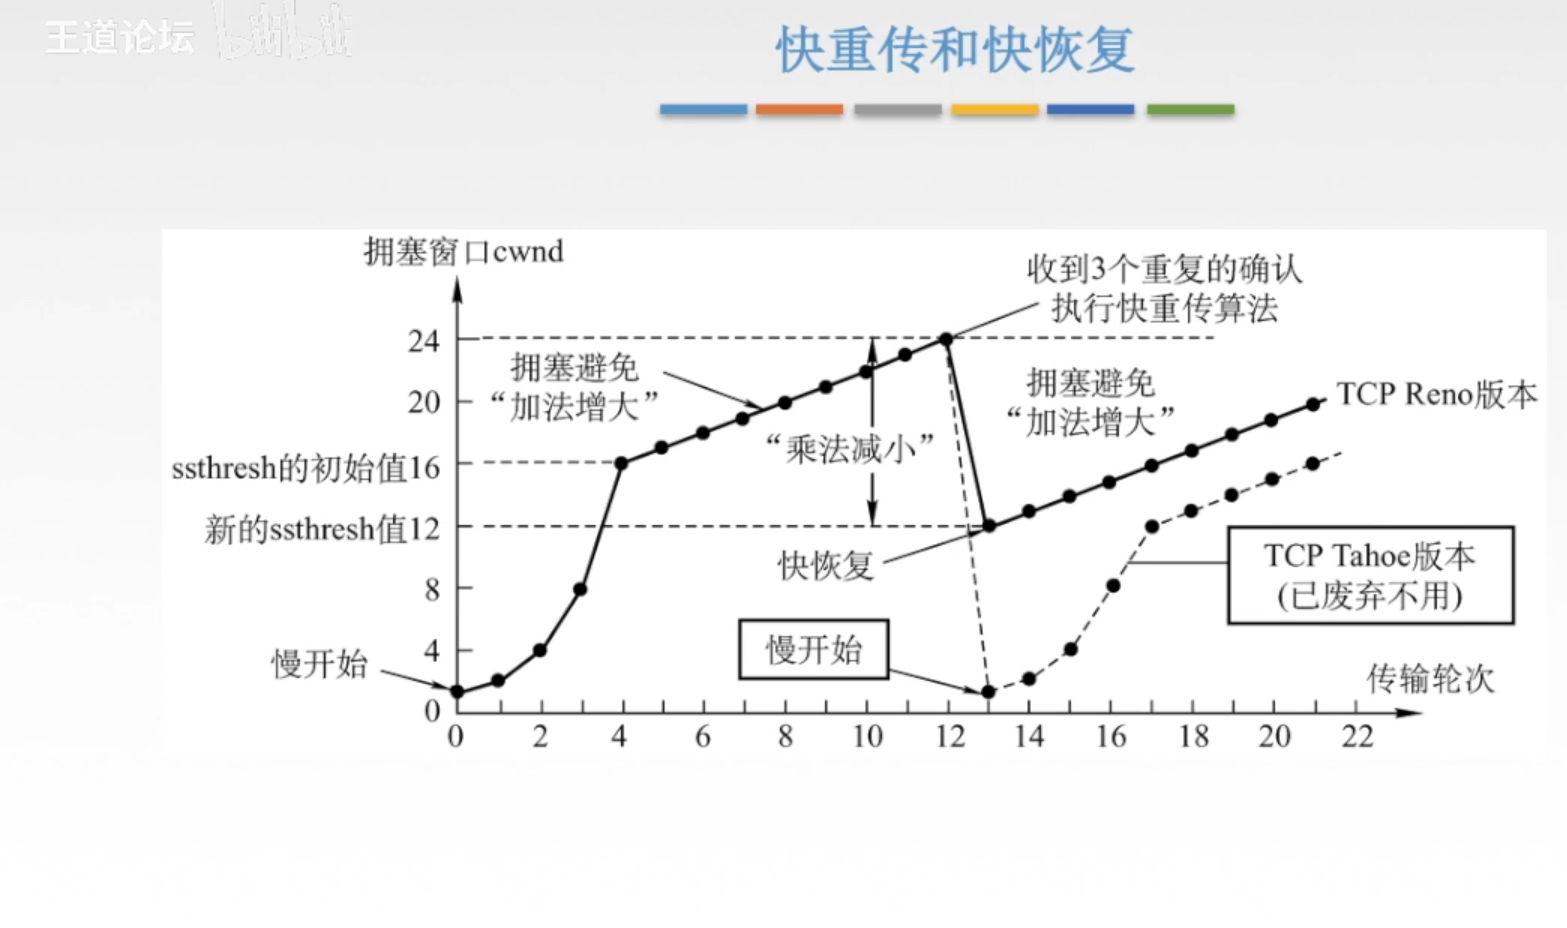 王道论坛 bilibili
快重传和快恢复
拥塞窗口cwnd
收到3个重复的确认
执行快重传算法
24
拥塞避免
“加法增大”
拥塞避免
“加法增大”
TCP Reno版本
20
“乘法减小”
ssthresh的初始值16
新的ssthresh值12
快恢复
TCP Tahoe版本
(已废弃不用)
8
慢开始
4
慢开始
传输轮次
0
0 2 4 6 8 10 12 14 16 18 20 22